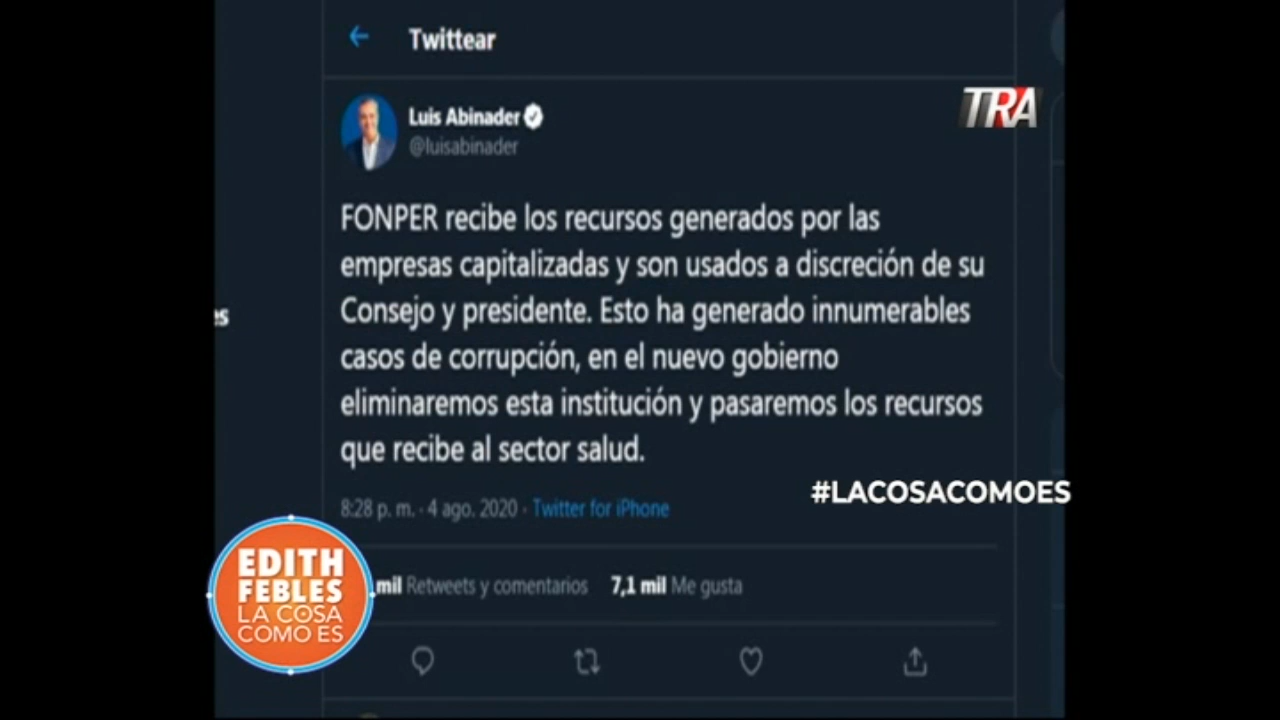 Twittear
TRA
Luis Abinader
@luisabinader
FONPER recibe los recursos generados por las
empresas capitalizadas y son usados a discreción de su
Consejo y presidente. Esto ha generado innumerables
casos de corrupción, en el nuevo gobierno
eliminaremos esta institución y pasaremos los recursos
que recibe al sector salud.
es
#LACOSACOMOES
8:28 p. m. · 4 ago. 2020 · Twitter for iPhone
mil Retweets y comentarios 7,1 mil Me gusta
EDITH
FEBLES
LA COSA
COMO ES